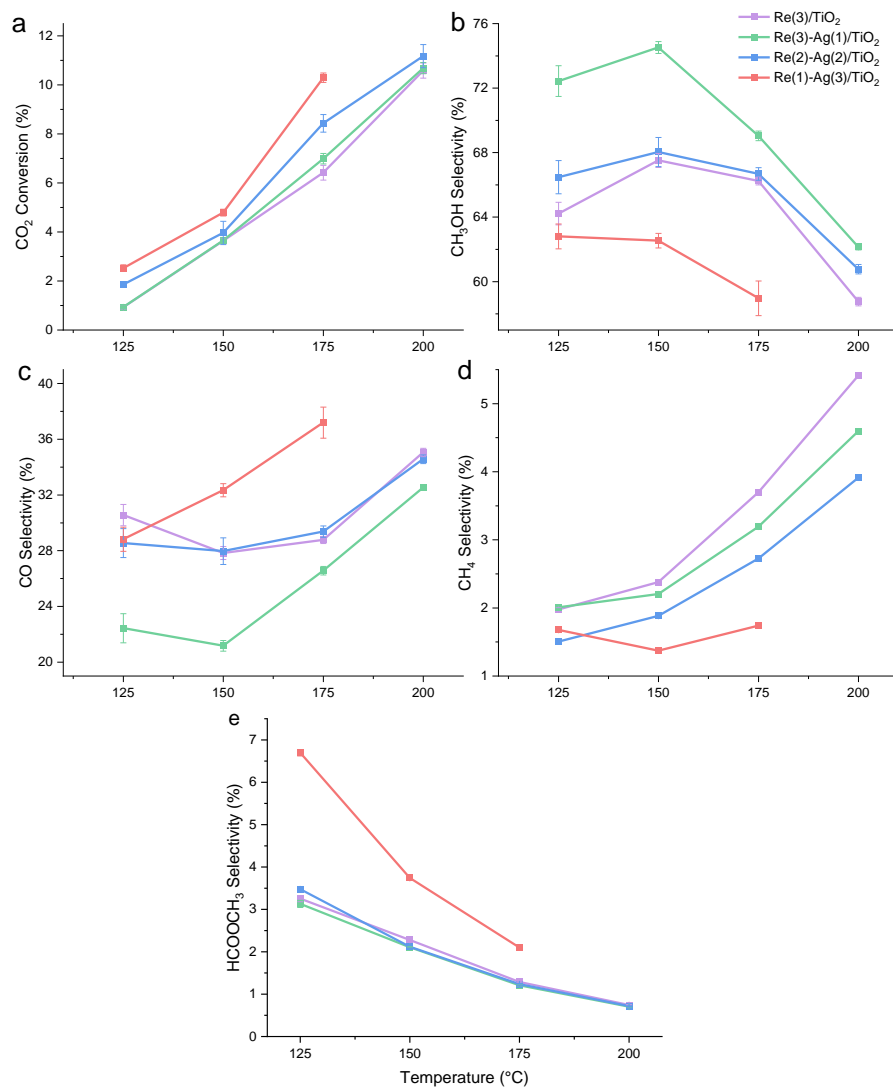 a
12
10
8
6
4
2
0
CO₂ Conversion (%)
125 150 175 200
b
76
72
68
64
60
CH₃OH Selectivity (%)
125 150 175 200
Re(3)/TiO₂
Re(3)-Ag(1)/TiO₂
Re(2)-Ag(2)/TiO₂
Re(1)-Ag(3)/TiO₂
c
40
36
32
28
24
20
CO Selectivity (%)
125 150 175 200
d
5
4
3
2
1
CH₄ Selectivity (%)
125 150 175 200
e
7
6
5
4
3
2
1
0
HCOOCH₃ Selectivity (%)
125 150 175 200
Temperature (°C)